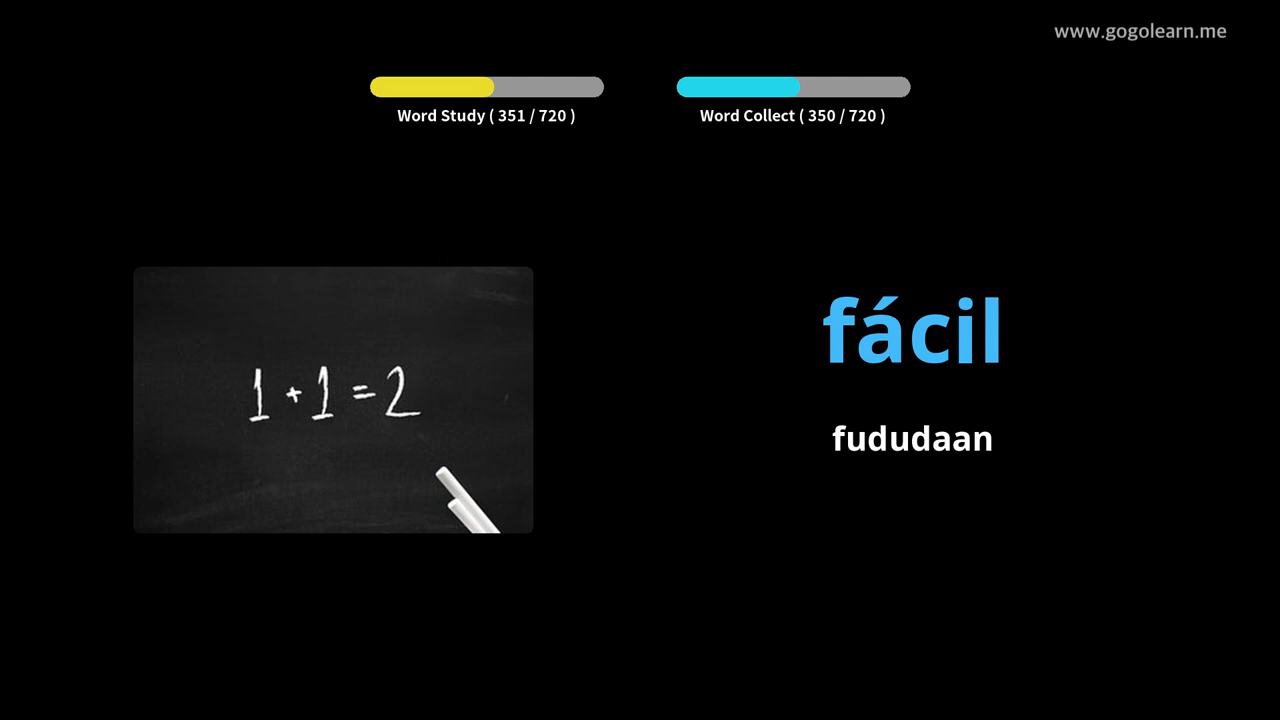 www.gogolearn.me
Word Study ( 351 / 720 )
Word Collect ( 350 / 720 )
1 + 1 = 2
fácil
fududaan